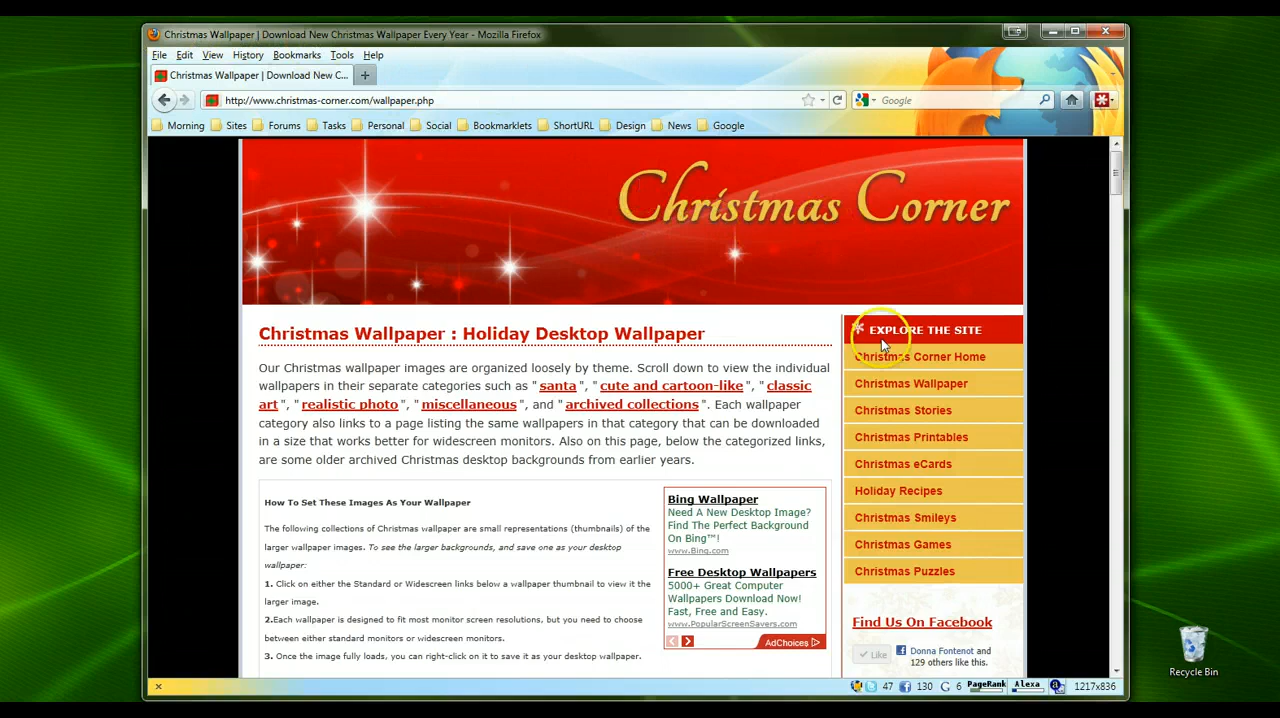 Christmas Wallpaper | Download New Christmas Wallpaper Every Year - Mozilla Firefox
File Edit View History Bookmarks Tools Help
Christmas Wallpaper | Download New C... +
http://www.christmas-corner.com/wallpaper.php
Google
Morning Sites Forums Tasks Personal Social Bookmarklets ShortURL Design News Google
Christmas Corner
Christmas Wallpaper : Holiday Desktop Wallpaper
Our Christmas wallpaper images are organized loosely by theme. Scroll down to view the individual
wallpapers in their separate categories such as "santa", "cute and cartoon-like", "classic
art", "realistic photo", "miscellaneous", and "archived collections". Each wallpaper
category also links to a page listing the same wallpapers in that category that can be downloaded
in a size that works better for widescreen monitors. Also on this page, below the categorized links,
are some older archived Christmas desktop backgrounds from earlier years.
How To Set These Images As Your Wallpaper
The following collections of Christmas wallpaper are small representations (thumbnails) of the
larger wallpaper images. To see the larger backgrounds, and save one as your desktop
wallpaper:
1. Click on either the Standard or Widescreen links below a wallpaper thumbnail to view it the
larger image.
2.Each wallpaper is designed to fit most monitor screen resolutions, but you need to choose
between either standard monitors or widescreen monitors.
3. Once the image fully loads, you can right-click on it to save it as your desktop wallpaper.
Bing Wallpaper
Need A New Desktop Image?
Find The Perfect Background
On Bing™!
www.Bing.com
Free Desktop Wallpapers
5000+ Great Computer
Wallpapers Download Now!
Fast, Free and Easy.
www.PopularScreenSavers.com
AdChoices
EXPLORE THE SITE
Christmas Corner Home
Christmas Wallpaper
Christmas Stories
Christmas Printables
Christmas eCards
Holiday Recipes
Christmas Smileys
Christmas Games
Christmas Puzzles
Find Us On Facebook
Like
Donna Fontenot and
129 others like this.
47 130 G 6 PageRank Alexa a 1217x836
Recycle Bin